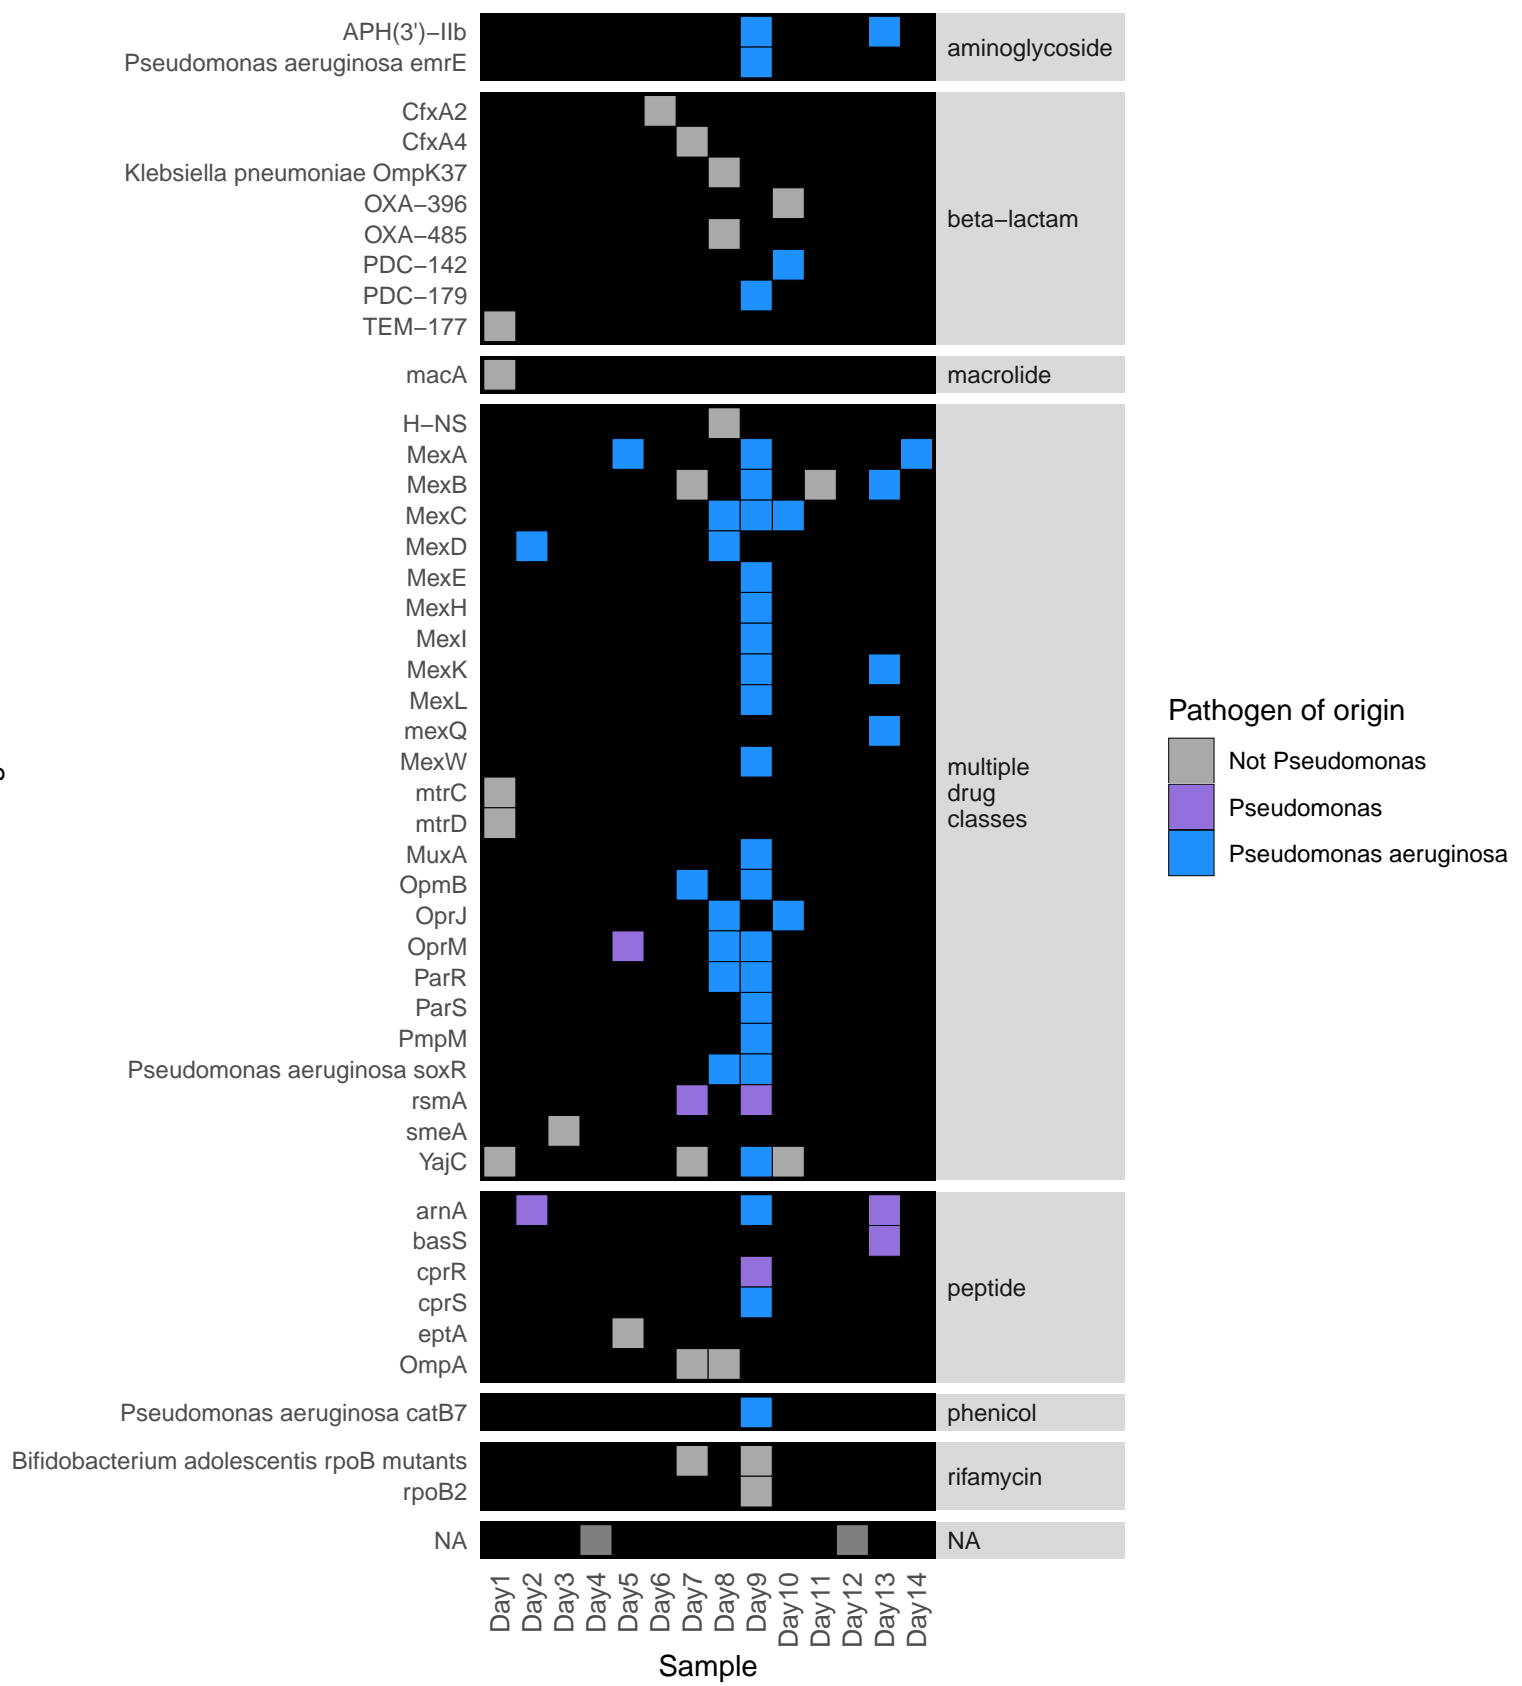 APH(3')−IIb
Pseudomonas aeruginosa emrE
aminoglycoside
CfxA2
CfxA4
Klebsiella pneumoniae OmpK37
OXA−396
OXA−485
PDC−142
PDC−179
TEM−177
beta−lactam
macA
macrolide
H−NS
MexA
MexB
MexC
MexD
MexE
MexH
MexI
MexK
MexL
mexQ
MexW
mtrC
mtrD
MuxA
OpmB
OprJ
OprM
ParR
ParS
PmpM
Pseudomonas aeruginosa soxR
rsmA
smeA
YajC
multiple
drug
classes
arnA
basS
cprR
cprS
eptA
OmpA
peptide
Pseudomonas aeruginosa catB7
phenicol
Bifidobacterium adolescentis rpoB mutants
rpoB2
rifamycin
NA
NA
Day1
Day2
Day3
Day4
Day5
Day6
Day7
Day8
Day9
Day10
Day11
Day12
Day13
Day14
Sample
Pathogen of origin
Not Pseudomonas
Pseudomonas
Pseudomonas aeruginosa